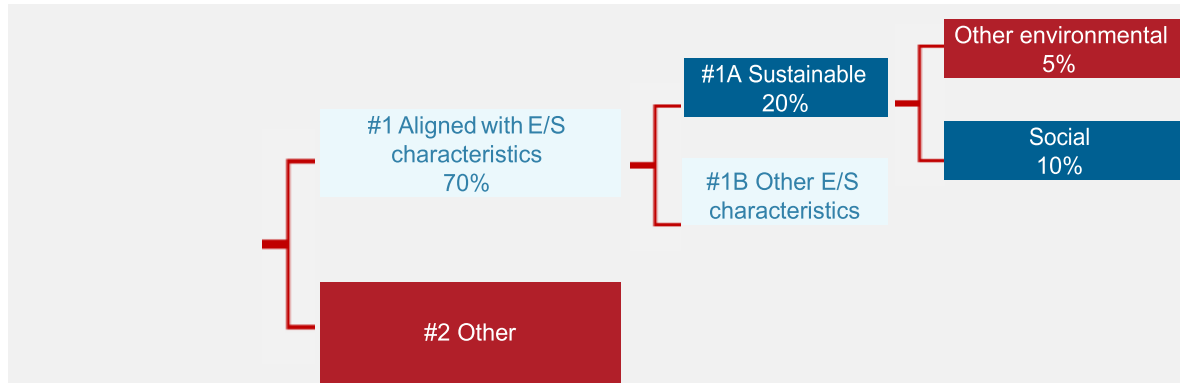 Other environmental
5%
#1A Sustainable
20%
#1 Aligned with E/S
characteristics
70%
Social
10%
#1B Other E/S
characteristics
#2 Other